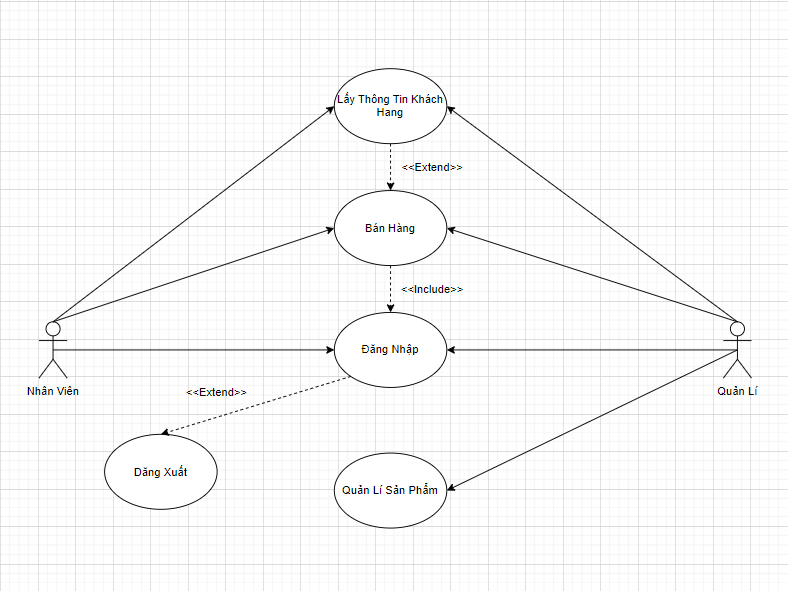 Lấy Thông Tin Khách
Hang
<<Extend>>
Bán Hàng
<<Include>>
Đăng Nhập
Nhân Viên
Quản Lí
<<Extend>>
Dăng Xuất
Quản Lí Sản Phẩm